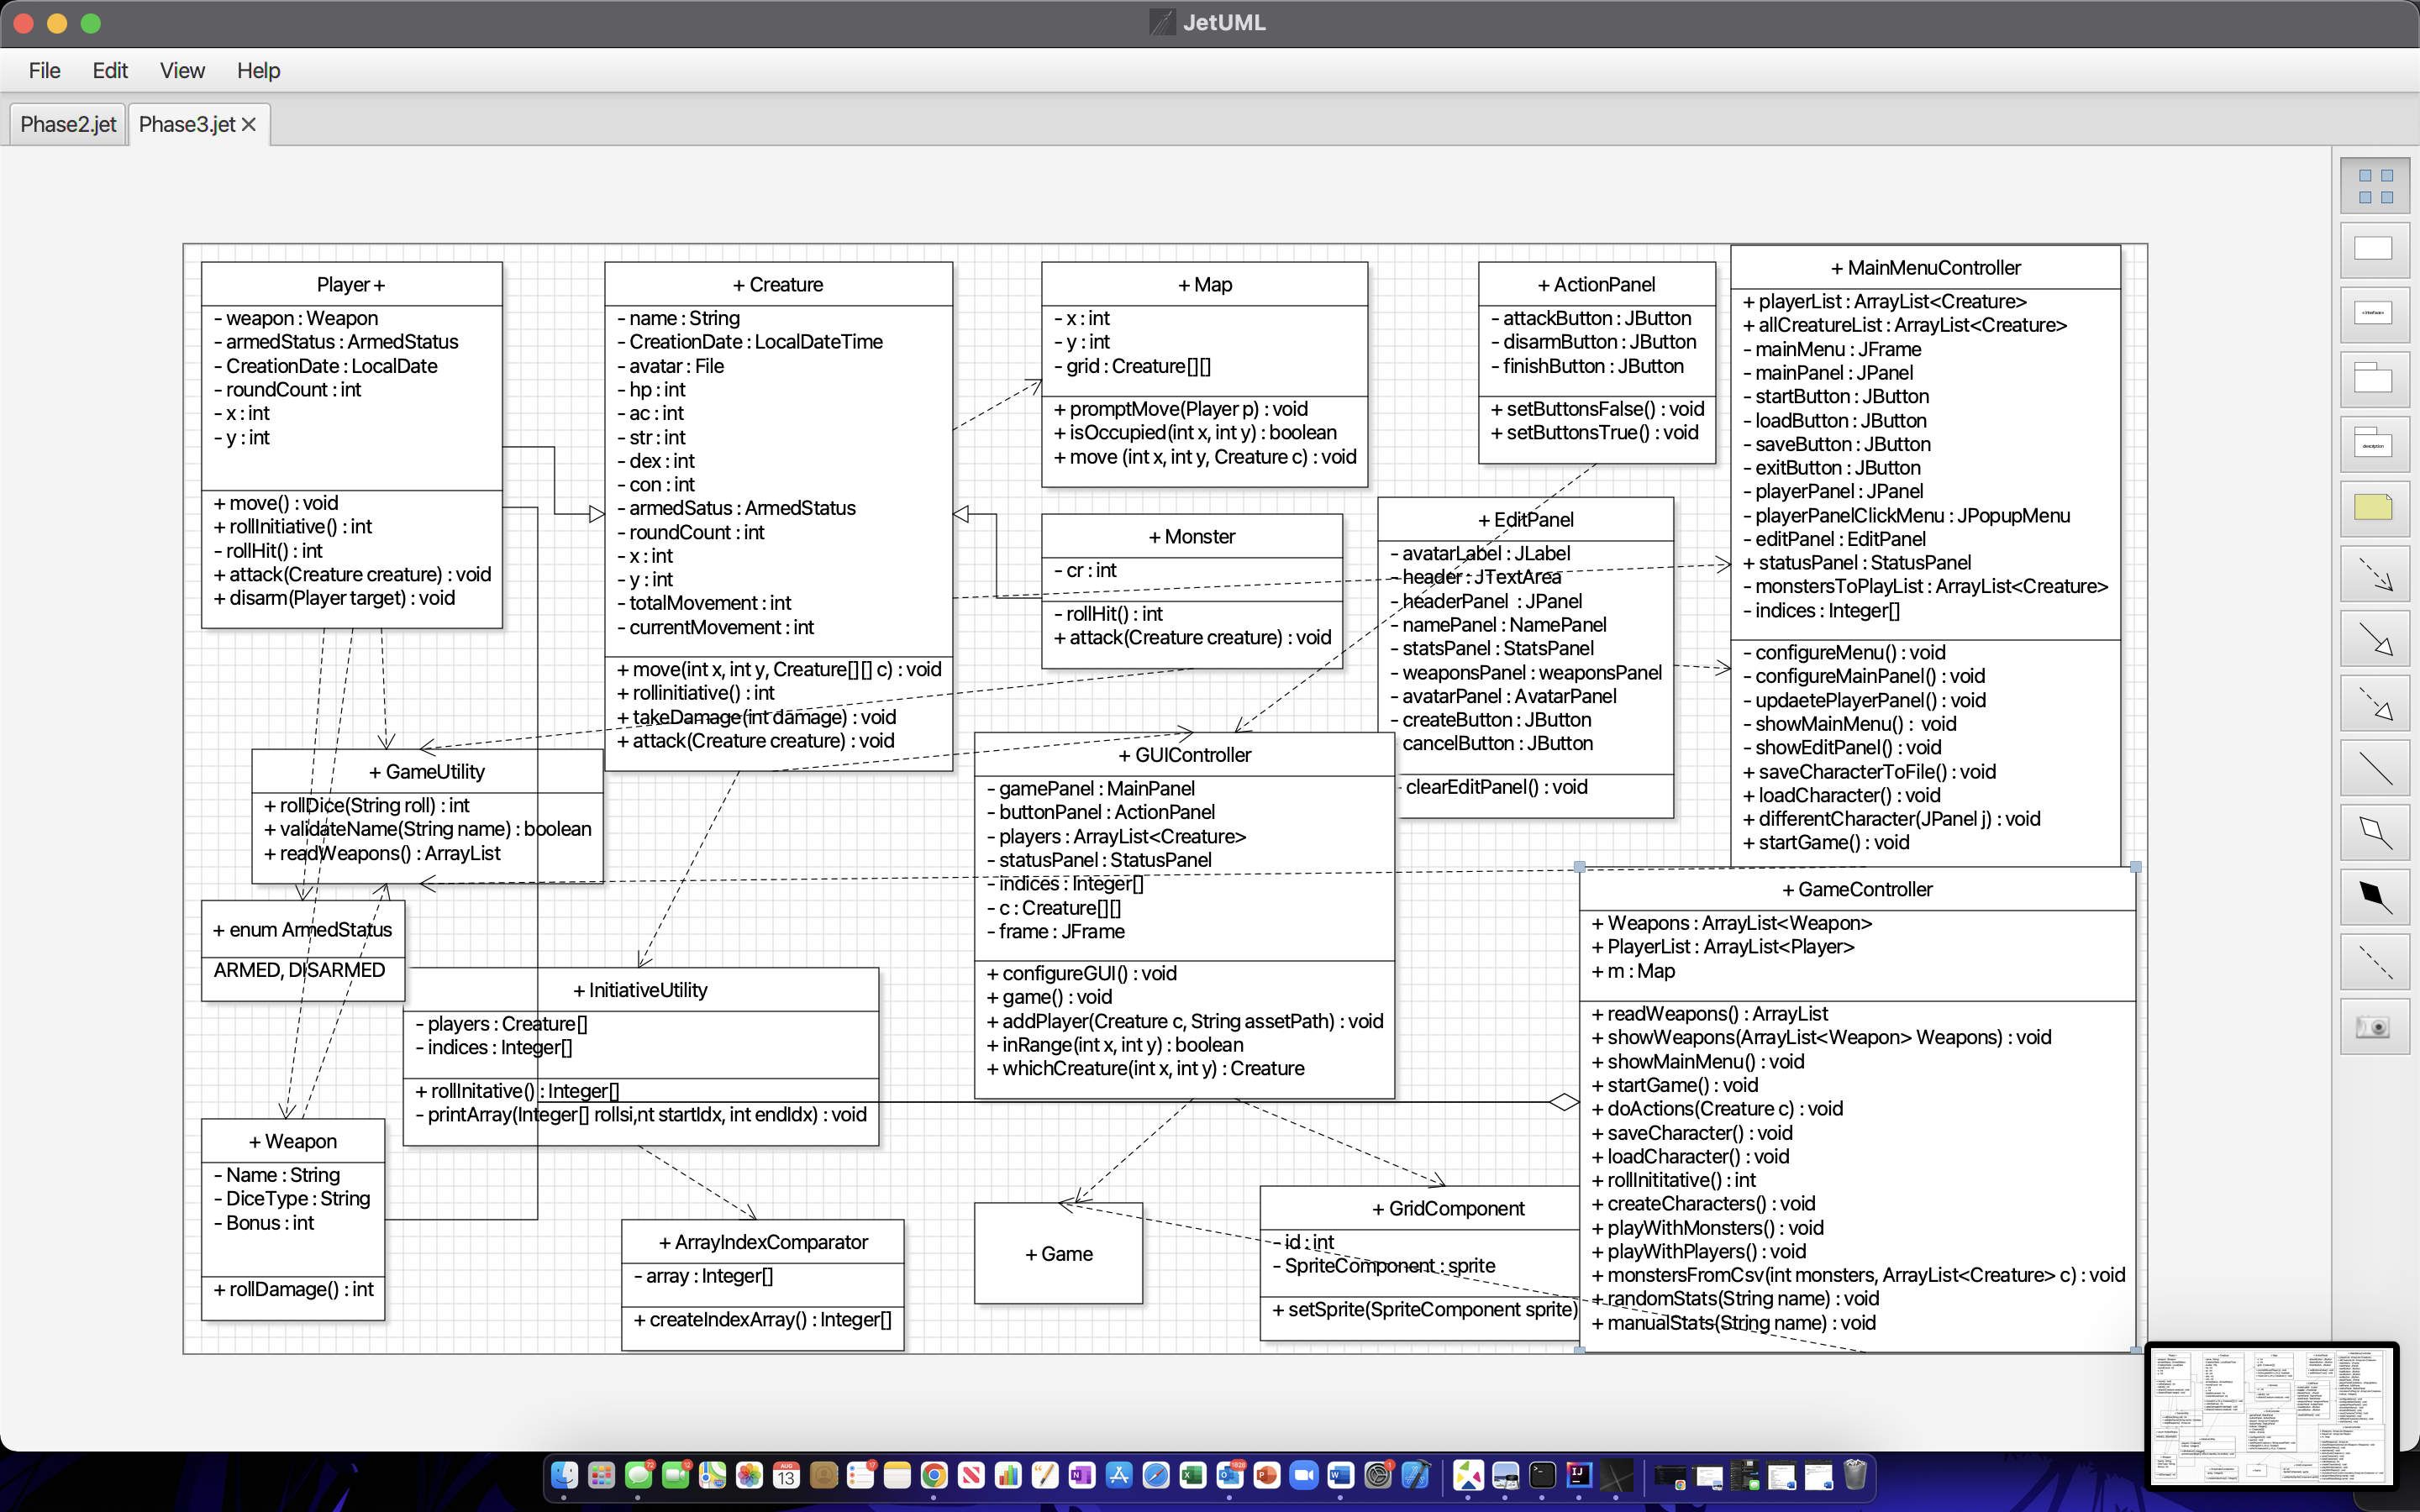 JetUML
File Edit View Help
Phase2.jet Phase3.jet
Player +
- weapon : Weapon
- armedStatus : ArmedStatus
- CreationDate : LocalDate
- roundCount : int
- x : int
- y : int
+ move() : void
+ rollInitiative() : int
- rollHit() : int
+ attack(Creature creature) : void
+ disarm(Player target) : void
+ Creature
- name : String
- CreationDate : LocalDateTime
- avatar : File
- hp : int
- ac : int
- str : int
- dex : int
- con : int
- armedSatus : ArmedStatus
- roundCount : int
- x : int
- y : int
- totalMovement : int
- currentMovement : int
+ move(int x, int y, Creature[][] c) : void
+ rollinitiative() : int
+ takeDamage(int damage) : void
+ attack(Creature creature) : void
+ Map
- x : int
- y : int
- grid : Creature[][]
+ promptMove(Player p) : void
+ isOccupied(int x, int y) : boolean
+ move (int x, int y, Creature c) : void
+ Monster
- cr : int
- rollHit() : int
+ attack(Creature creature) : void
+ ActionPanel
- attackButton : JButton
- disarmButton : JButton
- finishButton : JButton
+ setButtonsFalse() : void
+ setButtonsTrue() : void
+ EditPanel
- avatarLabel : JLabel
- header : JTextArea
- headerPanel : JPanel
- namePanel : NamePanel
- statsPanel : StatsPanel
- weaponsPanel : weaponsPanel
- avatarPanel : AvatarPanel
- createButton : JButton
cancelButton : JButton
- clearEditPanel() : void
+ MainMenuController
+ playerList : ArrayList<Creature>
+ allCreatureList : ArrayList<Creature>
- mainMenu : JFrame
- mainPanel : JPanel
- startButton : JButton
- loadButton : JButton
- saveButton : JButton
- exitButton : JButton
- playerPanel : JPanel
- playerPanelClickMenu : JPopupMenu
- editPanel : EditPanel
+ statusPanel : StatusPanel
- monstersToPlayList : ArrayList<Creature>
- indices : Integer[]
- configureMenu() : void
- configureMainPanel() : void
- updaetePlayerPanel() : void
- showMainMenu() : void
- showEditPanel() : void
+ saveCharacterToFile() : void
+ loadCharacter() : void
+ differentCharacter(JPanel j) : void
+ startGame() : void
+ GameUtility
+ rollDice(String roll) : int
+ validateName(String name) : boolean
+ readWeapons() : ArrayList
+ enum ArmedStatus
ARMED, DISARMED
+ InitiativeUtility
- players : Creature[]
- indices : Integer[]
+ rollInitative() : Integer[]
- printArray(Integer[] rollsi,nt startIdx, int endIdx) : void
+ GUIController
- gamePanel : MainPanel
- buttonPanel : ActionPanel
- players : ArrayList<Creature>
- statusPanel : StatusPanel
- indices : Integer[]
- c : Creature[][]
- frame : JFrame
+ configureGUI() : void
+ game() : void
+ addPlayer(Creature c, String assetPath) : void
+ inRange(int x, int y) : boolean
+ whichCreature(int x, int y) : Creature
+ GameController
+ Weapons : ArrayList<Weapon>
+ PlayerList : ArrayList<Player>
+ m : Map
+ readWeapons() : ArrayList
+ showWeapons(ArrayList<Weapon> Weapons) : void
+ showMainMenu() : void
+ startGame() : void
+ doActions(Creature c) : void
+ saveCharacter() : void
+ loadCharacter() : void
+ rollInititative() : int
+ createCharacters() : void
+ playWithMonsters() : void
+ playWithPlayers() : void
+ monstersFromCsv(int monsters, ArrayList<Creature> c) : void
+ randomStats(String name) : void
+ manualStats(String name) : void
+ Weapon
- Name : String
- DiceType : String
- Bonus : int
+ rollDamage() : int
+ ArrayIndexComparator
- array : Integer[]
+ createIndexArray() : Integer[]
+ Game
+ GridComponent
- id : int
- SpriteComponent : sprite
+ setSprite(SpriteComponent sprite)
AUG
13